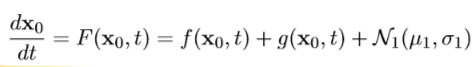 d𝐱₀/dt = F(𝐱₀, t) = f(𝐱₀, t) + g(𝐱₀, t) + 𝒩₁(μ₁, σ₁)